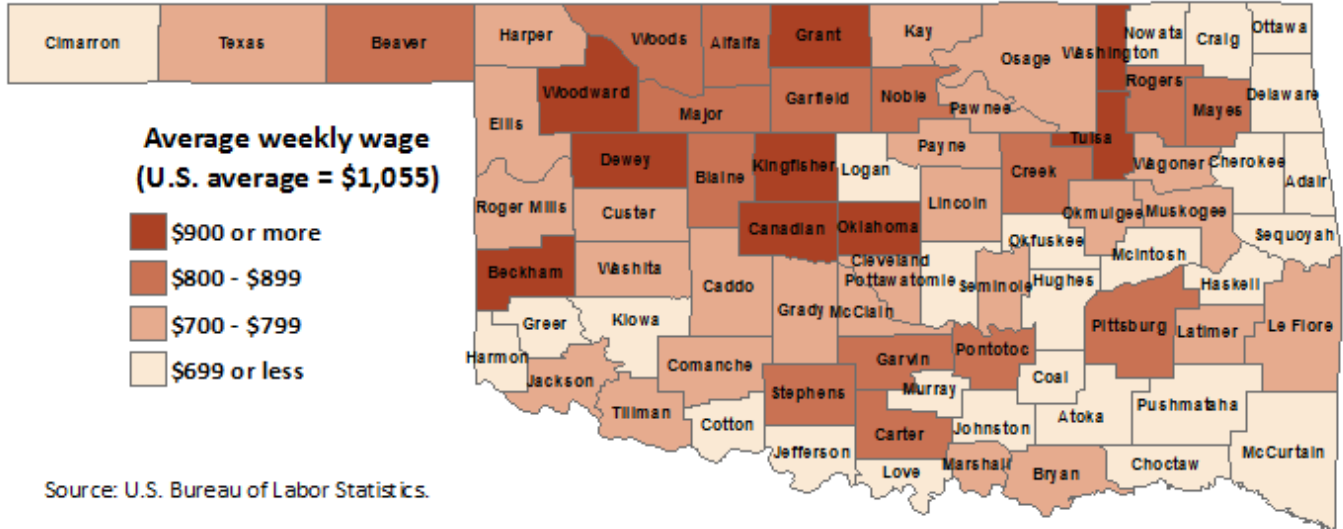 Cimarron
Texas
Beaver
Harper
Woods
Alfalfa
Grant
Kay
Osage
Washington
Nowata
Craig
Ottawa
Woodward
Major
Garfield
Noble
Pawnee
Rogers
Mayes
Delaware
Ellis
Average weekly wage
(U.S. average = $1,055)
$900 or more
$800 - $899
$700 - $799
$699 or less
Dewey
Blaine
Kingfisher
Logan
Payne
Creek
Tulsa
Wagoner
Cherokee
Adair
Roger Mills
Custer
Canadian
Oklahoma
Lincoln
Okmulgee
Muskogee
Okfuskee
McIntosh
Sequoyah
Beckham
Washita
Caddo
Grady
Cleveland
Pottawatomie
McClain
Seminole
Hughes
Haskell
Pittsburg
Latimer
Le Flore
Greer
Kiowa
Harmon
Jackson
Comanche
Tillman
Cotton
Stephens
Garvin
Pontotoc
Murray
Coal
Carter
Johnston
Atoka
Pushmataha
Jefferson
Love
Marshall
Bryan
Choctaw
McCurtain
Source: U.S. Bureau of Labor Statistics.